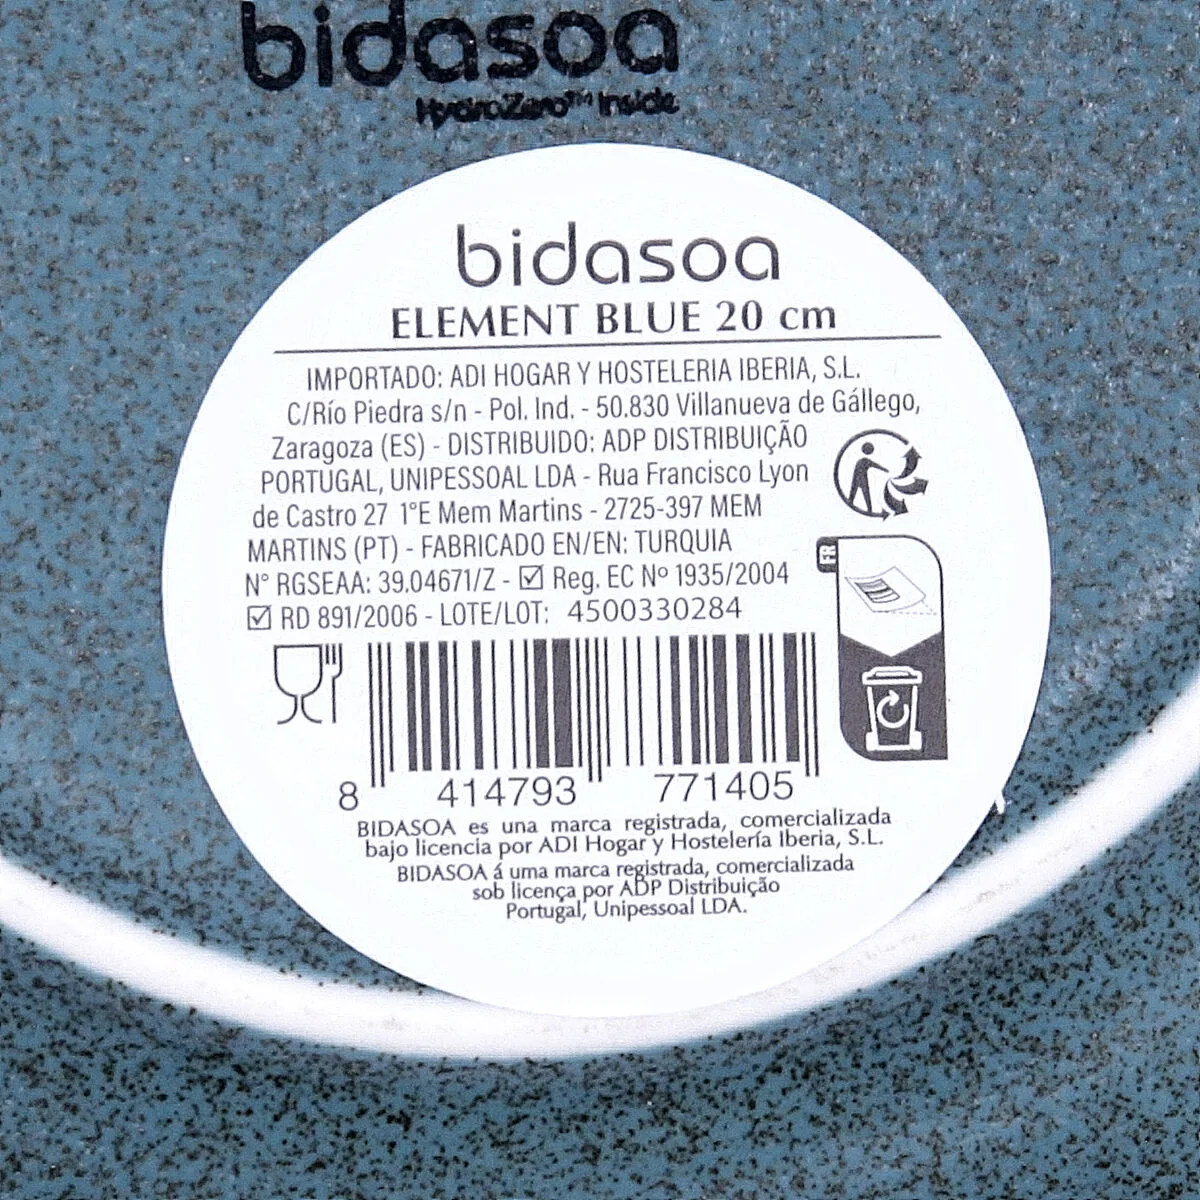 bidasoa
HydroZero™ Inside
bidasoa
ELEMENT BLUE 20 cm
IMPORTADO: ADI HOGAR Y HOSTELERIA IBERIA, S.L.
C/Río Piedra s/n - Pol. Ind. - 50.830 Villanueva de Gállego,
Zaragoza (ES) - DISTRIBUIDO: ADP DISTRIBUIÇÃO
PORTUGAL, UNIPESSOAL LDA - Rua Francisco Lyon
de Castro 27 1°E Mem Martins - 2725-397 MEM
MARTINS (PT) - FABRICADO EN/EN: TURQUIA
N° RGSEAA: 39.04671/Z - ☑ Reg. EC Nº 1935/2004
☑ RD 891/2006 - LOTE/LOT: 4500330284
FR
8 414793 771405
BIDASOA es una marca registrada, comercializada
bajo licencia por ADI Hogar y Hostelería Iberia, S.L.
BIDASOA á uma marca registrada, comercializada
sob licença por ADP Distribuição
Portugal, Unipessoal LDA.